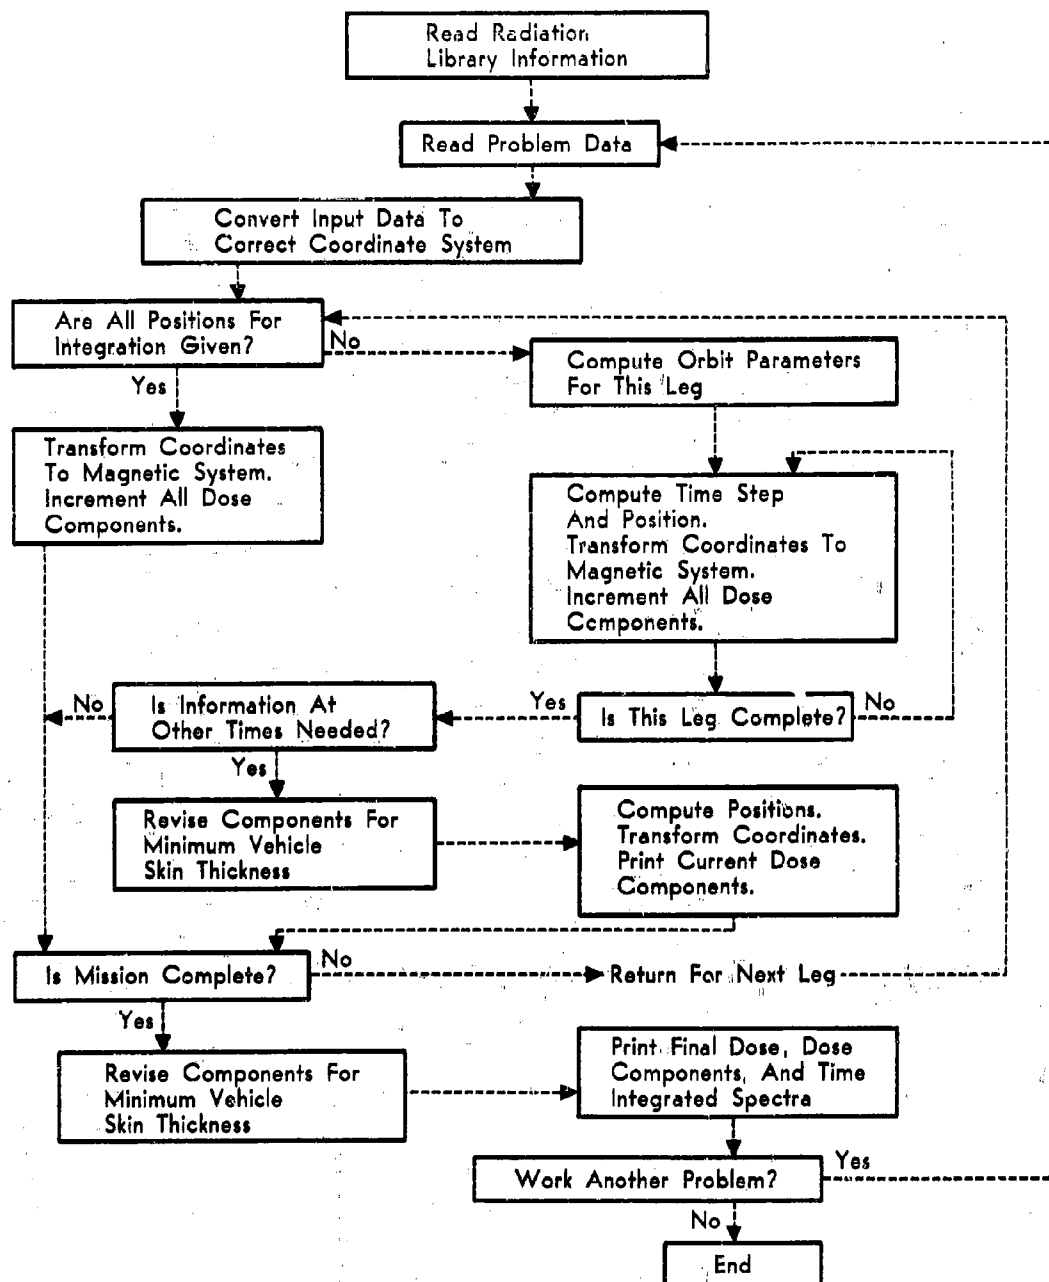 Read Radiation
Library Information
Read Problem Data
Convert Input Data To
Correct Coordinate System
Are All Positions For
Integration Given?
No
Yes
Compute Orbit Parameters
For This Leg
Transform Coordinates
To Magnetic System.
Increment All Dose
Components.
Compute Time Step
And Position.
Transform Coordinates To
Magnetic System.
Increment All Dose
Components.
No
Is Information At
Other Times Needed?
Yes
Is This Leg Complete?
No
Yes
Revise Components For
Minimum Vehicle
Skin Thickness
Compute Positions.
Transform Coordinates.
Print Current Dose
Components.
Is Mission Complete?
No
Return For Next Leg
Yes
Revise Components For
Minimum Vehicle
Skin Thickness
Print Final Dose, Dose
Components, And Time
Integrated Spectra
Work Another Problem?
Yes
No
End